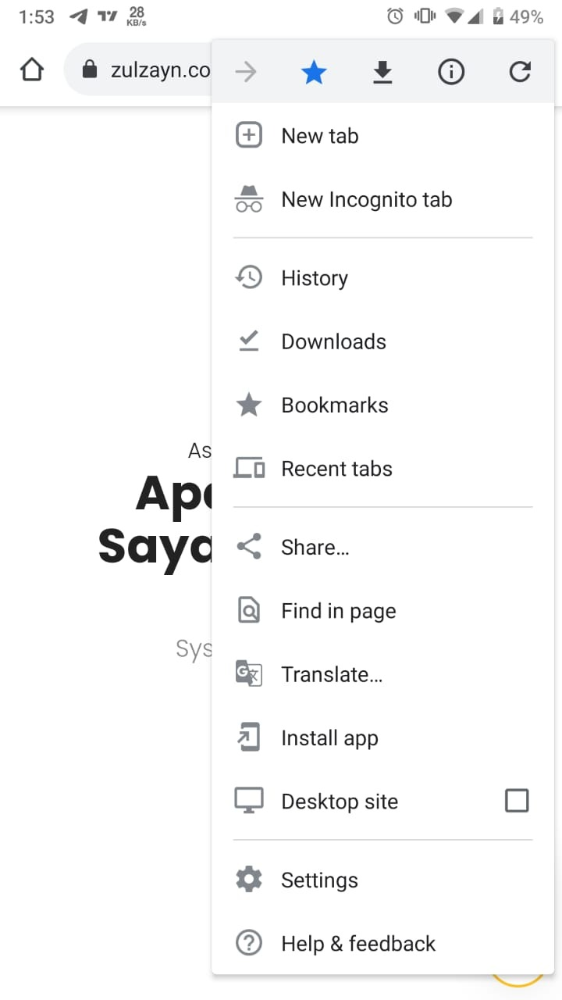 1:53
28
KB/s
49%
zulzayn.co
New tab
New Incognito tab
History
Downloads
Bookmarks
As
Recent tabs
Ap
Saya
Share...
Find in page
Sys
Translate...
Install app
Desktop site
Settings
Help & feedback